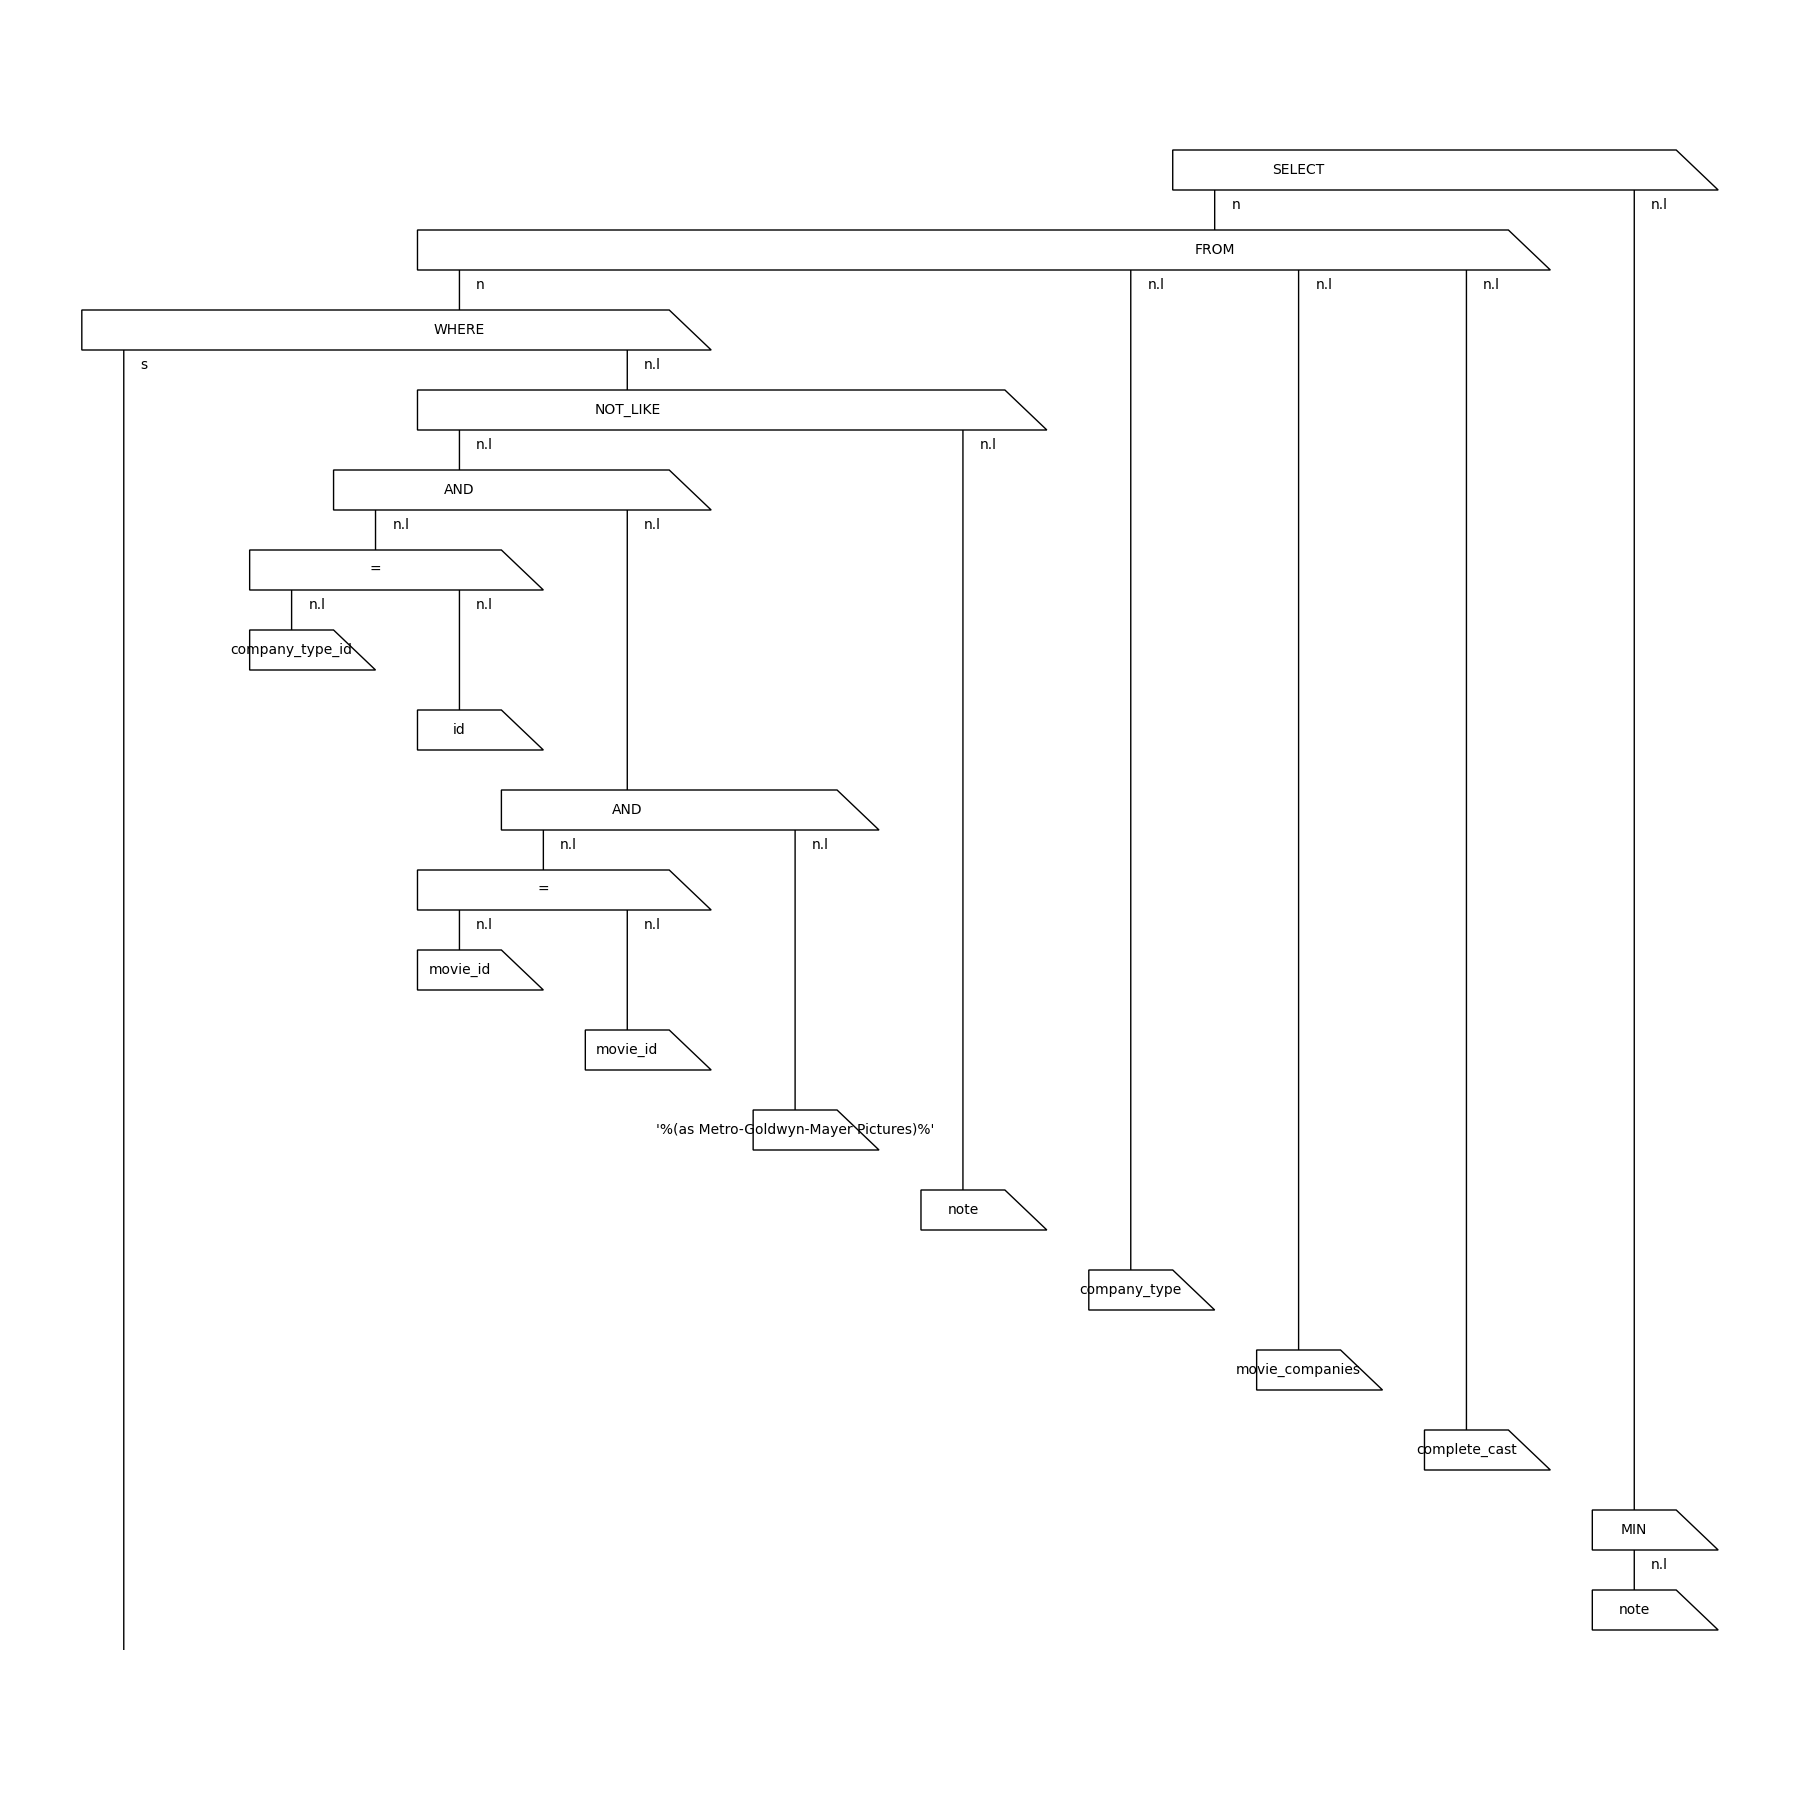 SELECT
n n.l
FROM
n n.l n.l n.l
WHERE
s n.l
NOT_LIKE
n.l n.l
AND
n.l n.l
=
n.l n.l
company_type_id
id
AND
n.l n.l
=
n.l n.l
movie_id
movie_id
'%(as Metro-Goldwyn-Mayer Pictures)%'
note
company_type
movie_companies
complete_cast
MIN
n.l
note